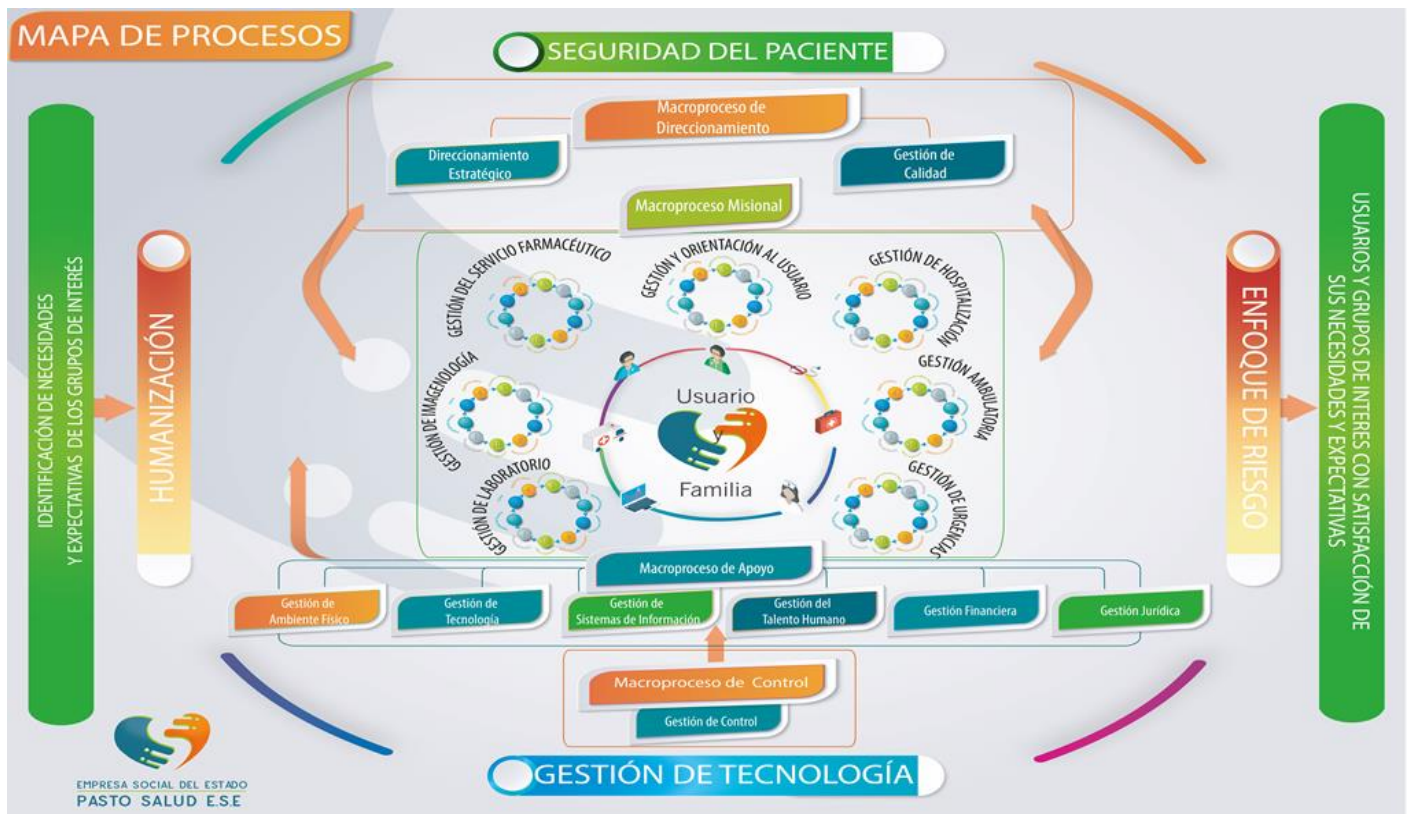 MAPA DE PROCESOS
SEGURIDAD DEL PACIENTE
Macroproceso de
Direccionamiento
Direccionamiento
Estratégico
Gestión de
Calidad
Macroproceso Misional
IDENTIFICACIÓN DE NECESIDADES
Y EXPECTATIVAS DE LOS GRUPOS DE INTERÉS
HUMANIZACIÓN
GESTIÓN DEL SERVICIO FARMACÉUTICO
GESTIÓN Y ORIENTACIÓN AL USUARIO
GESTIÓN DE HOSPITALIZACIÓN
GESTIÓN DE IMAGENOLOGÍA
GESTIÓN AMBULATORIA
GESTIÓN DE LABORATORIO
GESTIÓN DE URGENCIAS
Usuario
y
Familia
ENFOQUE DE RIESGO
USUARIOS Y GRUPOS DE INTERES CON SATISFACCIÓN DE
SUS NECESIDADES Y EXPECTATIVAS
Macroproceso de Apoyo
Gestión de
Ambiente Físico
Gestión de
Tecnología
Gestión de
Sistemas de Información
Gestión del
Talento Humano
Gestión Financiera
Gestión Jurídica
Macroproceso de Control
Gestión de Control
GESTIÓN DE TECNOLOGÍA
EMPRESA SOCIAL DEL ESTADO
PASTO SALUD E.S.E